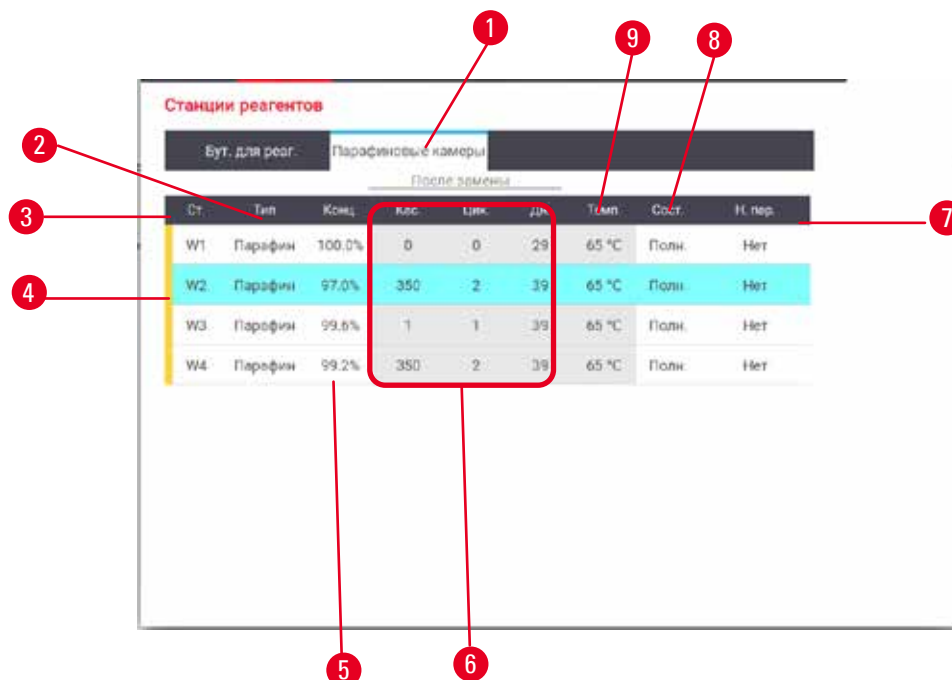 1
9
8
Станции реагентов
Бут. для реаг. Парафиновые камеры
2
После замены
3
Ст. Тип Конц. Кас. Цик. Дн. Темп. Сост. Н. пер.
7
W1 Парафин 100.0% 0 0 29 65 °C Полн. Нет
4
W2 Парафин 97.0% 350 2 39 65 °C Полн. Нет
W3 Парафин 99.6% 1 1 39 65 °C Полн. Нет
W4 Парафин 99.2% 350 2 39 65 °C Полн. Нет
5
6